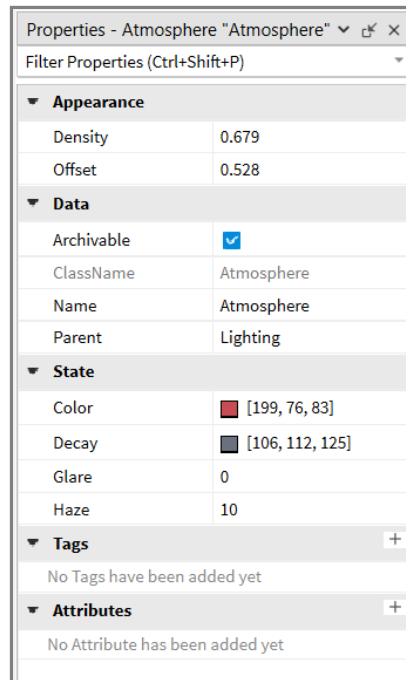 Properties - Atmosphere "Atmosphere"
Filter Properties (Ctrl+Shift+P)
Appearance
Density 0.679
Offset 0.528
Data
Archivable
ClassName Atmosphere
Name Atmosphere
Parent Lighting
State
Color [199, 76, 83]
Decay [106, 112, 125]
Glare 0
Haze 10
Tags +
No Tags have been added yet
Attributes +
No Attribute has been added yet